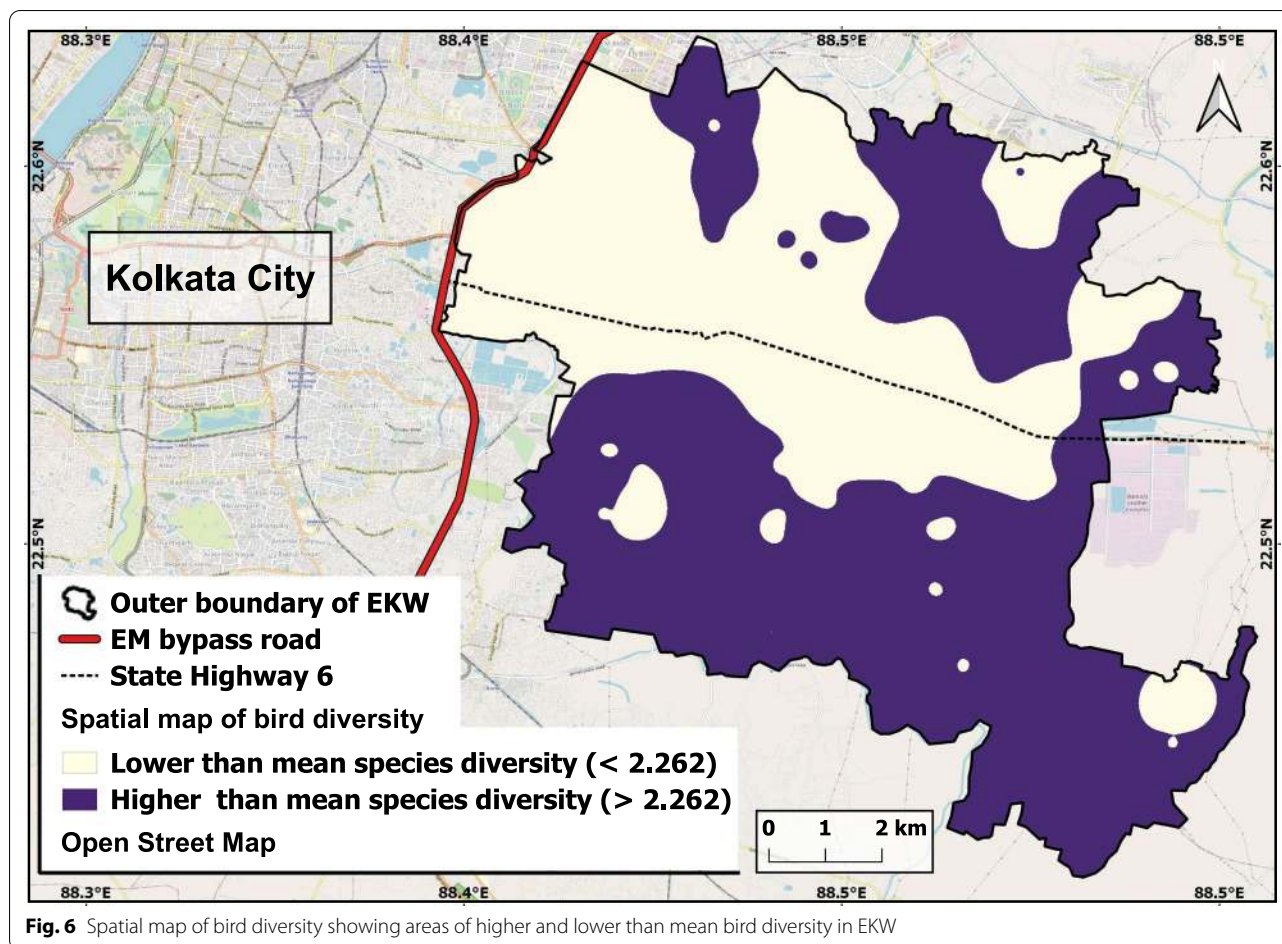 88.3°E 88.4°E 88.5°E 88.5°E
N
22.6°N 22.6°N
Kolkata City
22.5°N 22.5°N
Outer boundary of EKW
EM bypass road
State Highway 6
Spatial map of bird diversity
Lower than mean species diversity (< 2.262)
Higher than mean species diversity (> 2.262)
Open Street Map
0 1 2 km
88.3°E 88.4°E 88.5°E 88.5°E
Fig. 6 Spatial map of bird diversity showing areas of higher and lower than mean bird diversity in EKW